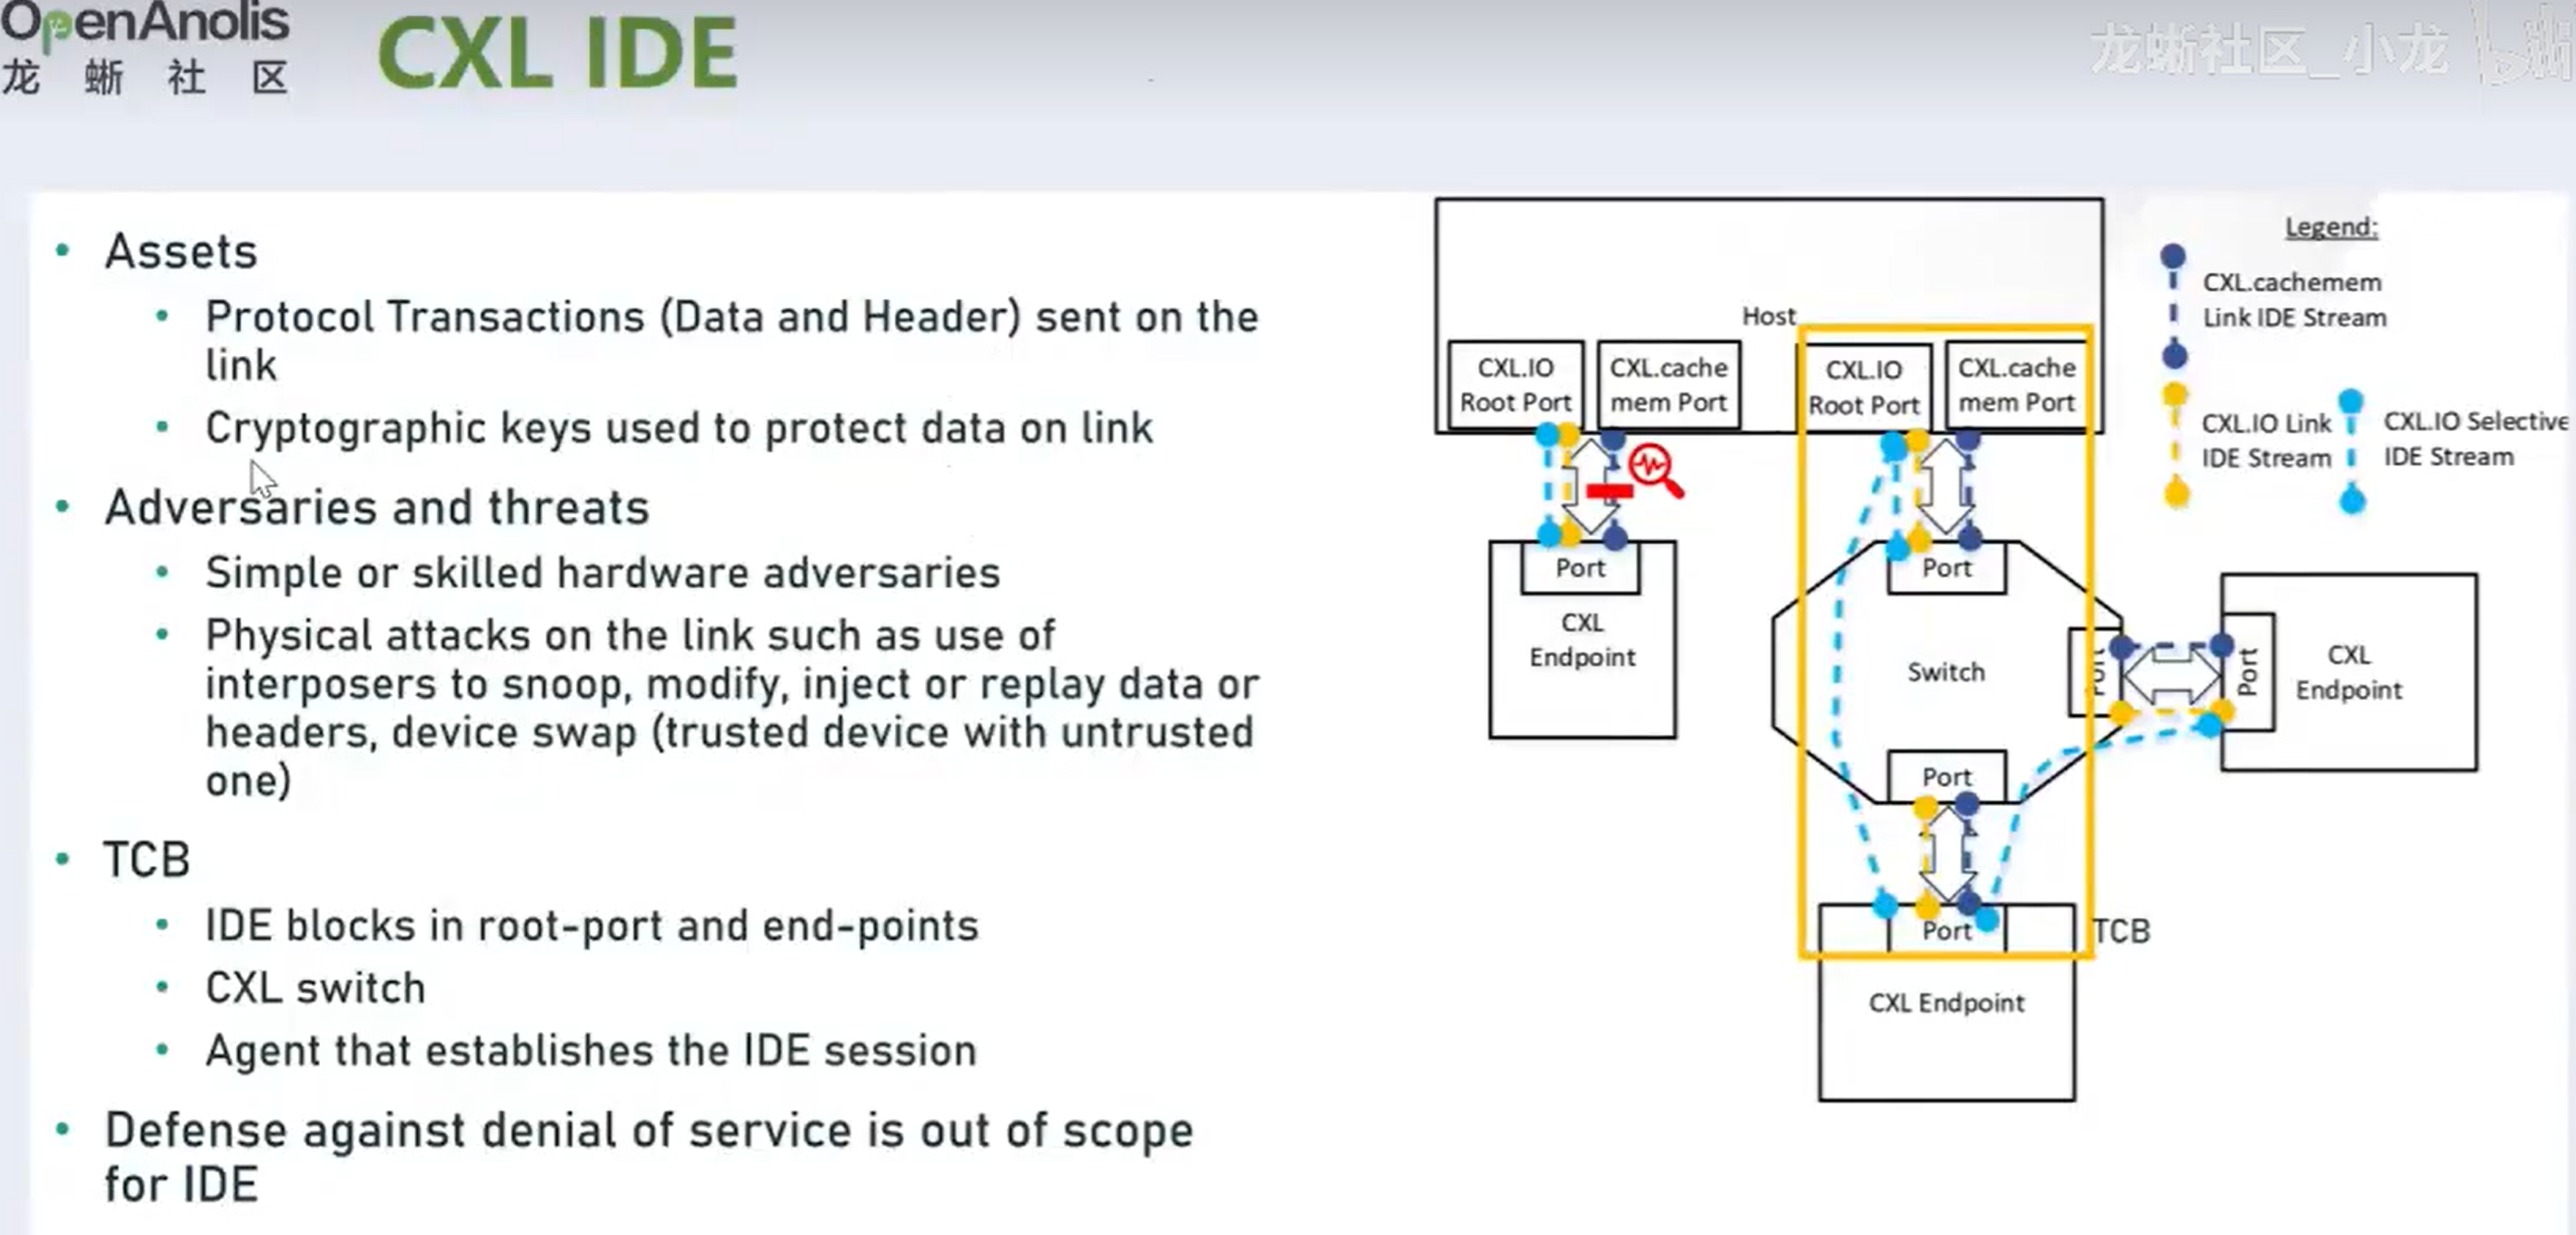 OpenAnolis
龙蜥社区
CXL IDE
龙蜥社区_小龙
Assets
Protocol Transactions (Data and Header) sent on the
link
Cryptographic keys used to protect data on link
Adversaries and threats
Simple or skilled hardware adversaries
Physical attacks on the link such as use of
interposers to snoop, modify, inject or replay data or
headers, device swap (trusted device with untrusted
one)
TCB
IDE blocks in root-port and end-points
CXL switch
Agent that establishes the IDE session
Defense against denial of service is out of scope
for IDE
Host
CXL.IO
Root Port
CXL.cache
mem Port
CXL.IO
Root Port
CXL.cache
mem Port
Port
CXL
Endpoint
Port
Switch
Port
Port
CXL
Endpoint
Port
Port
TCB
CXL Endpoint
Legend:
CXL.cachemem
Link IDE Stream
CXL.IO Link
IDE Stream
CXL.IO Selective
IDE Stream